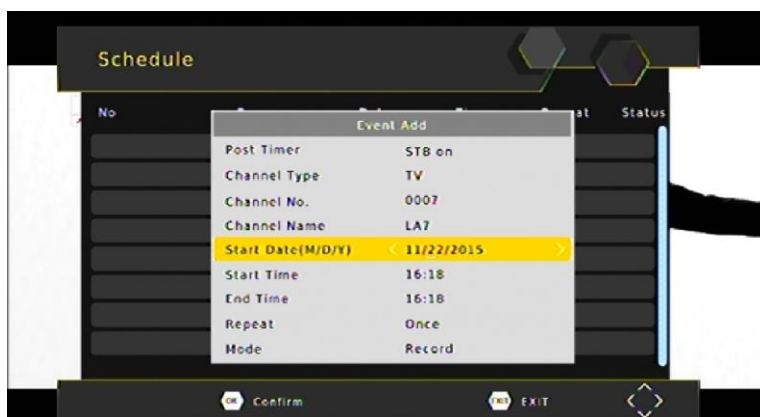 Schedule
No at Status
Event Add
Post Timer STB on
Channel Type TV
Channel No. 0007
Channel Name LA7
Start Date(M/D/Y) < 11/22/2015 >
Start Time 16:18
End Time 16:18
Repeat Once
Mode Record
OK Confirm EXIT EXIT